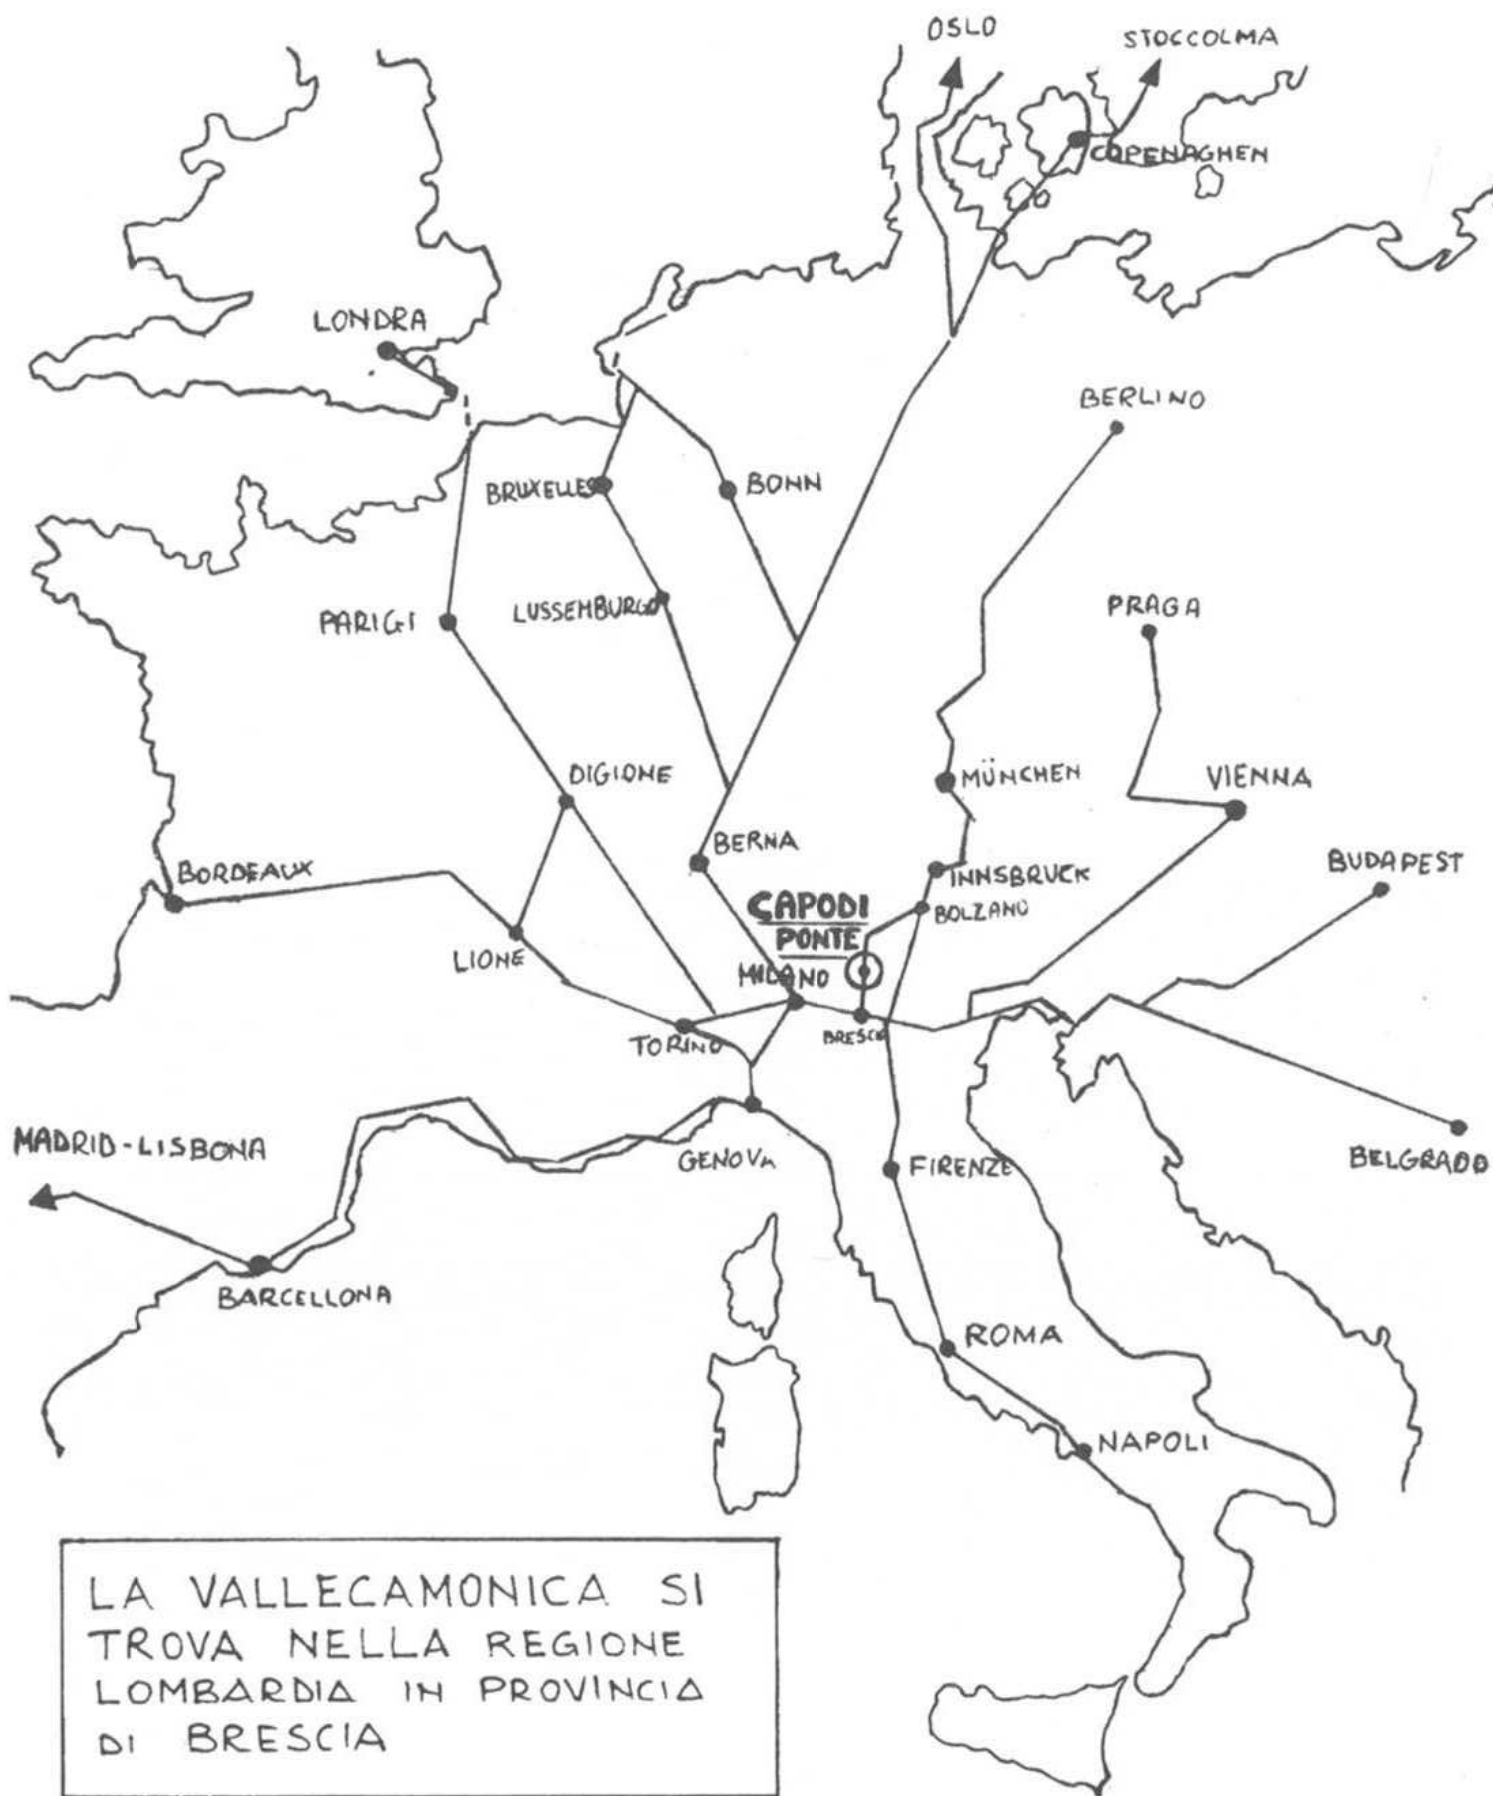 OSLO
STOCCOLMA
COPENAGHEN
LONDRA
BERLINO
BRUXELLES
BONN
LUSSEMBURGO
PARIGI
PRAGA
DIGIONE
MÜNCHEN
VIENNA
BERNA
BORDEAUX
INNSBRUCK
BUDAPEST
CAPODI
PONTE
BOLZANO
LIONE
MILANO
TORINO
BRESCIA
MADRID-LISBONA
GENOVA
FIRENZE
BELGRADO
BARCELLONA
ROMA
NAPOLI
LA VALLECAMONICA SI
TROVA NELLA REGIONE
LOMBARDIA IN PROVINCIA
DI BRESCIA